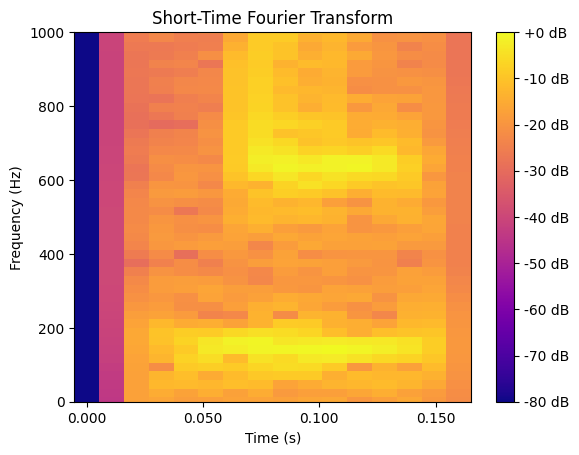 Short-Time Fourier Transform
Frequency (Hz)
1000
800
600
400
200
0
0.000
0.050
0.100
0.150
Time (s)
+0 dB
-10 dB
-20 dB
-30 dB
-40 dB
-50 dB
-60 dB
-70 dB
-80 dB